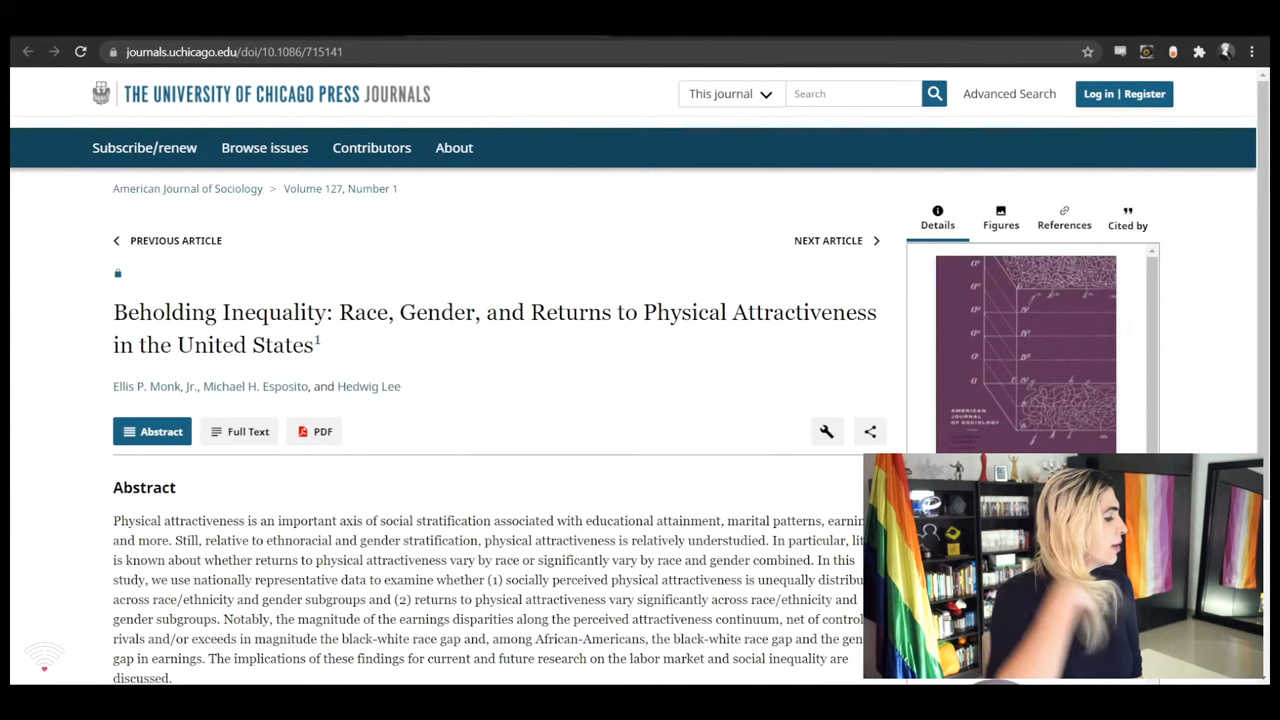 journals.uchicago.edu/doi/10.1086/715141
THE UNIVERSITY OF CHICAGO PRESS JOURNALS
This journal
Search
Advanced Search
Log in | Register
Subscribe/renew
Browse issues
Contributors
About
American Journal of Sociology > Volume 127, Number 1
PREVIOUS ARTICLE
NEXT ARTICLE
Details
Figures
References
Cited by
Beholding Inequality: Race, Gender, and Returns to Physical Attractiveness
in the United States1
Ellis P. Monk, Jr., Michael H. Esposito, and Hedwig Lee
Abstract
Full Text
PDF
AMERICAN
JOURNAL
OF SOCIOLOGY
Abstract
Physical attractiveness is an important axis of social stratification associated with educational attainment, marital patterns, earnin
and more. Still, relative to ethnoracial and gender stratification, physical attractiveness is relatively understudied. In particular, lit
is known about whether returns to physical attractiveness vary by race or significantly vary by race and gender combined. In this
study, we use nationally representative data to examine whether (1) socially perceived physical attractiveness is unequally distribu
across race/ethnicity and gender subgroups and (2) returns to physical attractiveness vary significantly across race/ethnicity and
gender subgroups. Notably, the magnitude of the earnings disparities along the perceived attractiveness continuum, net of control
rivals and/or exceeds in magnitude the black-white race gap and, among African-Americans, the black-white race gap and the gen
gap in earnings. The implications of these findings for current and future research on the labor market and social inequality are
discussed.